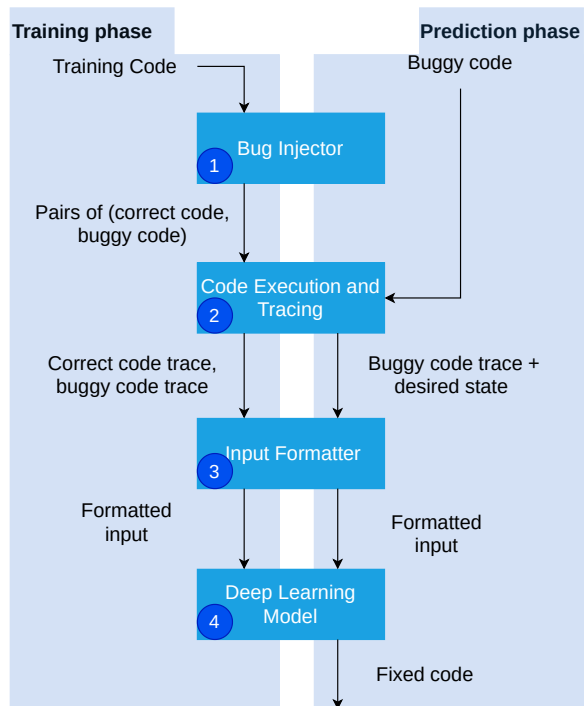 Training phase
Prediction phase
Training Code
Buggy code
Bug Injector
1
Pairs of (correct code,
buggy code)
Code Execution and
Tracing
2
Correct code trace,
buggy code trace
Buggy code trace +
desired state
Input Formatter
3
Formatted
input
Formatted
input
Deep Learning
Model
4
Fixed code